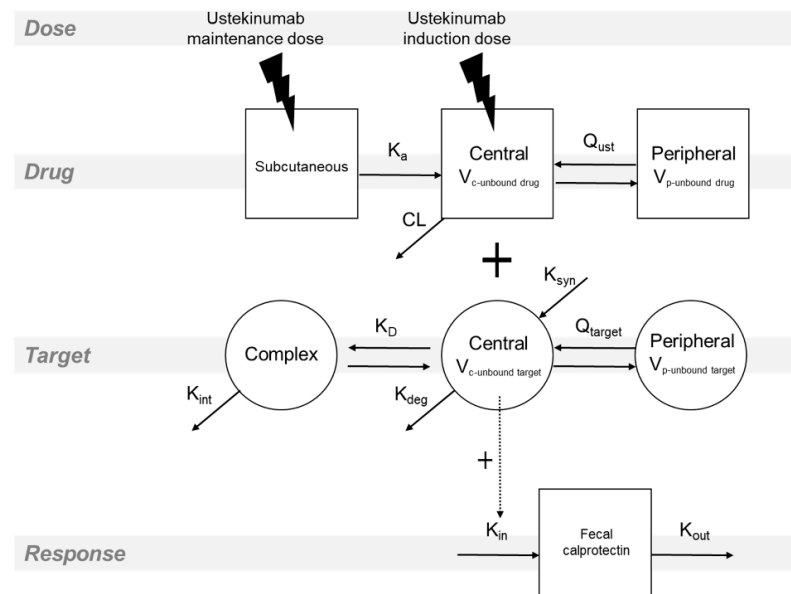 Dose
Ustekinumab
maintenance dose
Ustekinumab
induction dose
Drug
Subcutaneous
Ka
Central
Vc-unbound drug
Qust
Peripheral
Vp-unbound drug
CL
+
Ksyn
Target
Complex
KD
Central
Vc-unbound target
Qtarget
Peripheral
Vp-unbound target
Kint
Kdeg
+
Response
Kin
Fecal
calprotectin
Kout